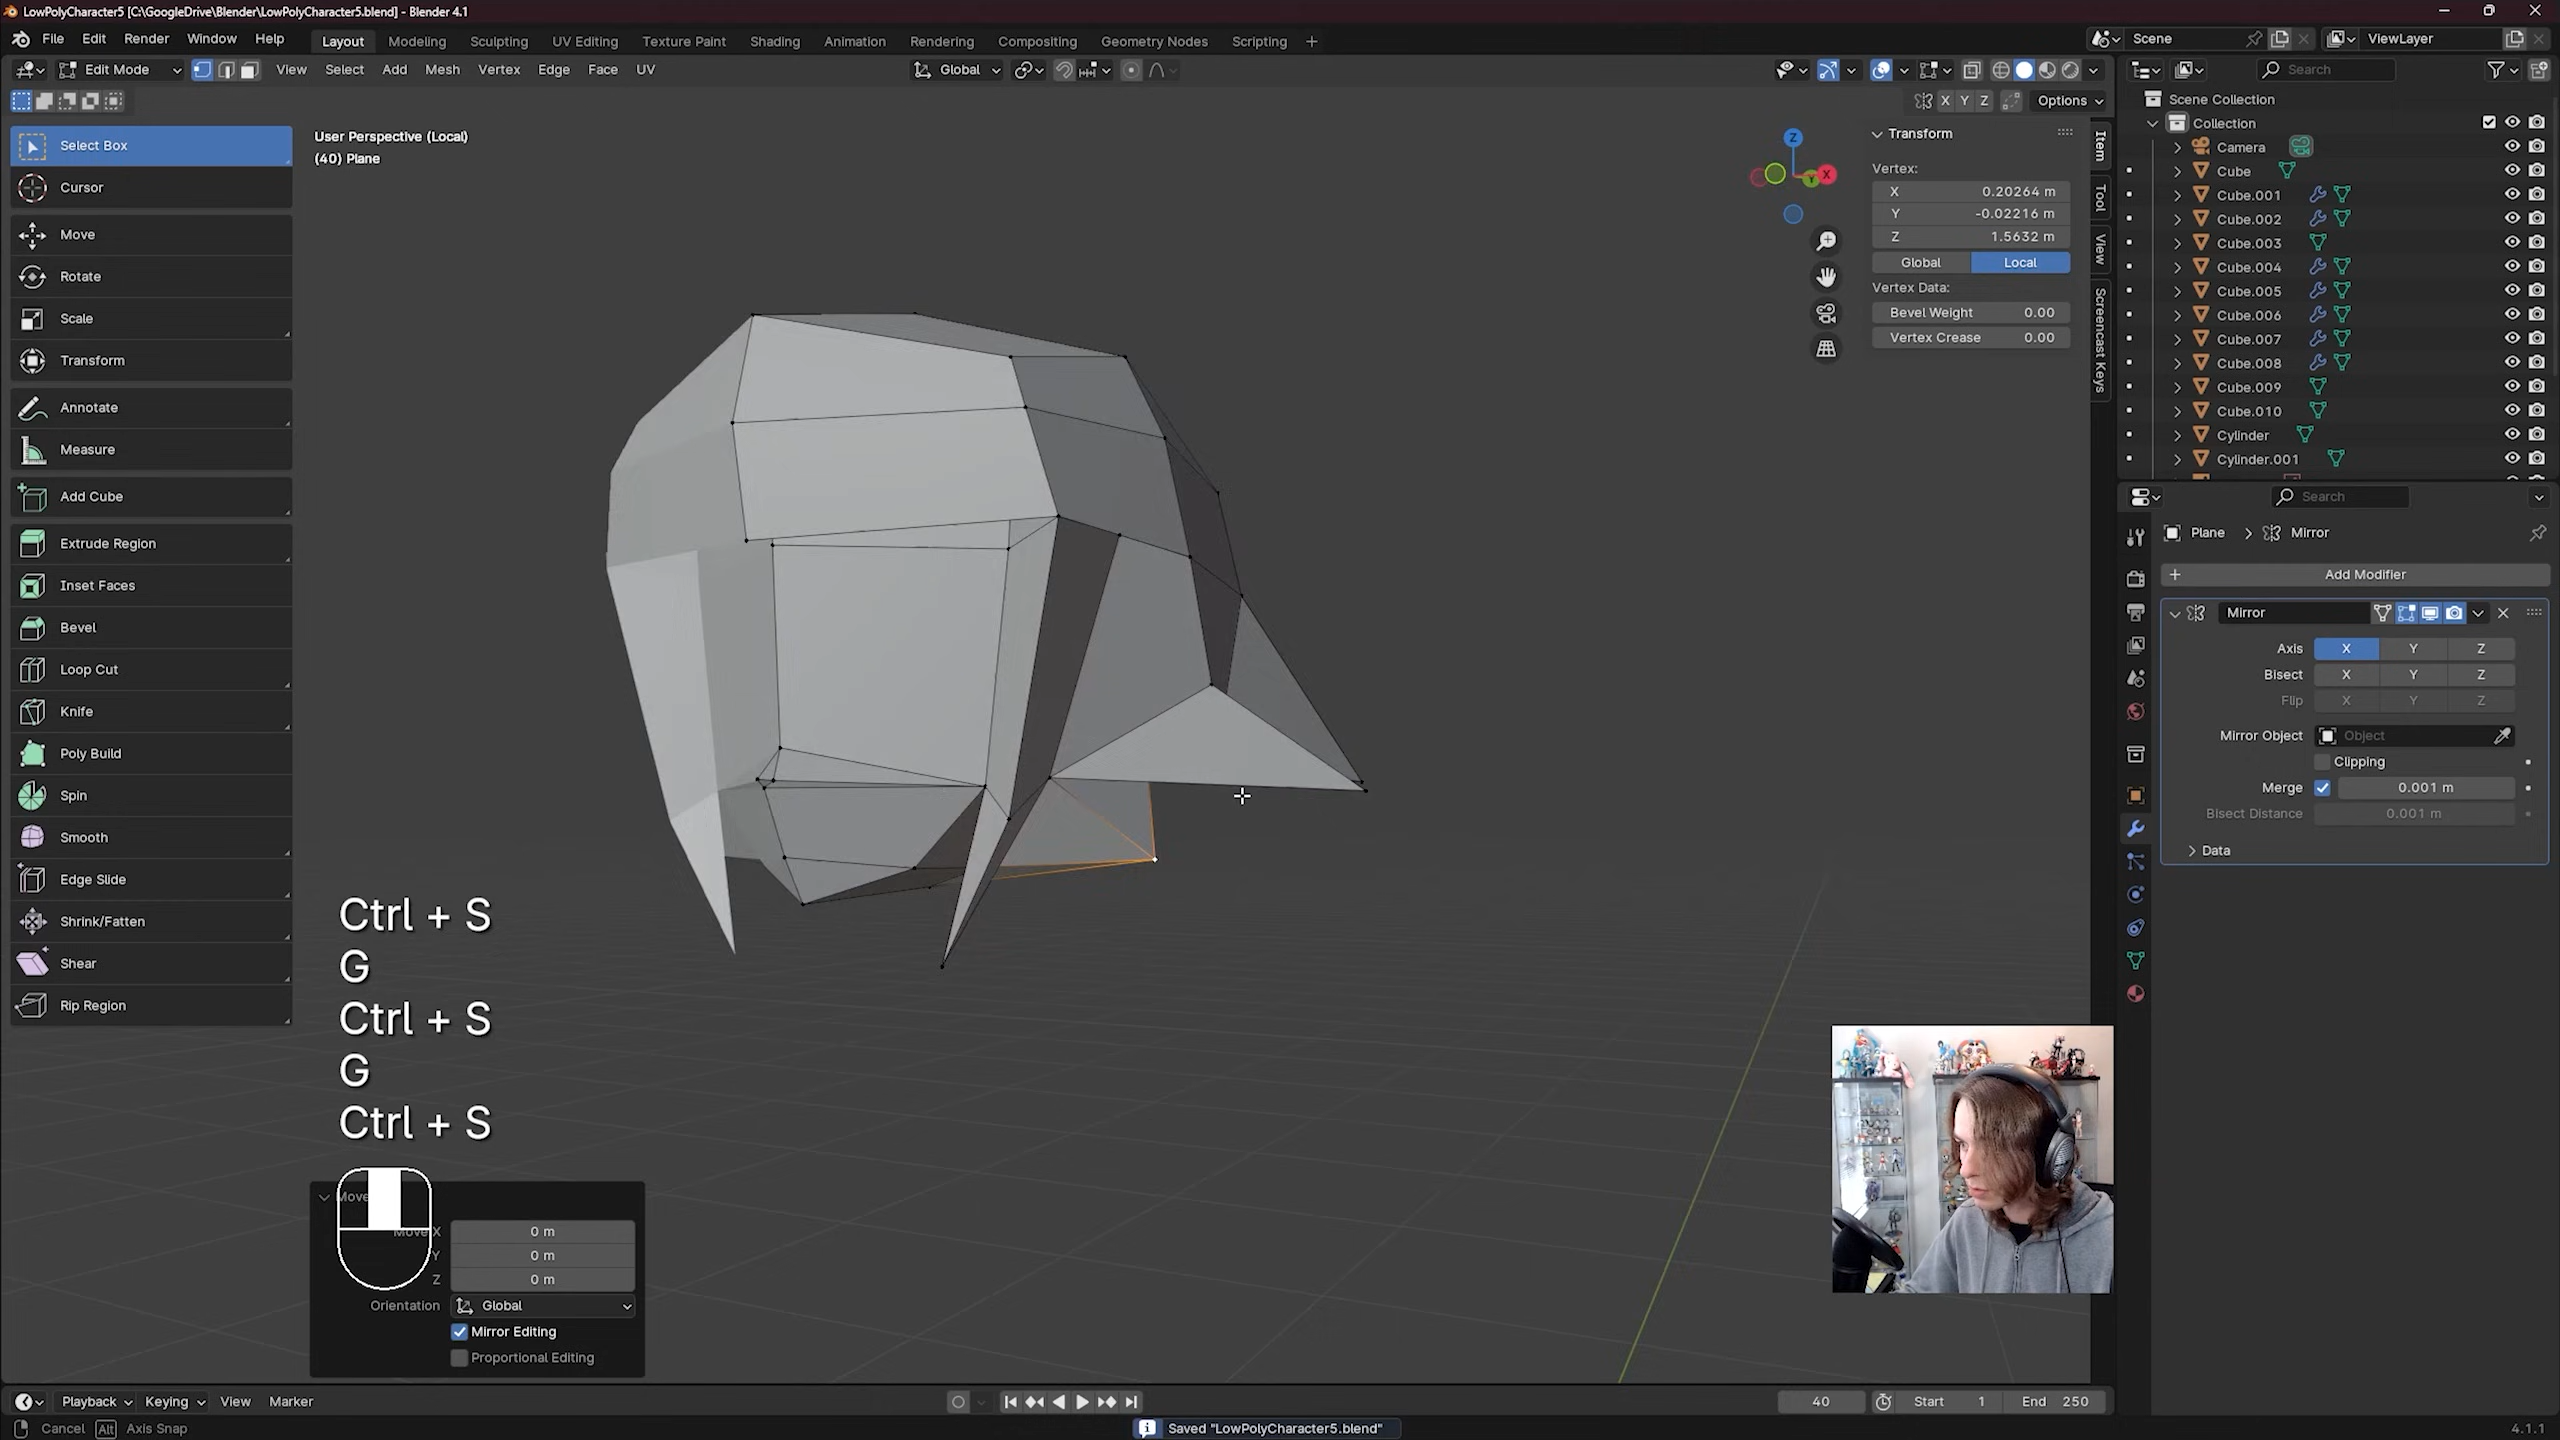 LowPolyCharacter5 [C:\GoogleDrive\Blender\LowPolyCharacter5.blend] - Blender 4.1
File Edit Render Window Help
Layout Modeling Sculpting UV Editing Texture Paint Shading Animation Rendering Compositing Geometry Nodes Scripting +
Scene
ViewLayer
Edit Mode
View Select Add Mesh Vertex Edge Face UV
Global
Search
X Y Z
Options
Select Box
Cursor
Move
Rotate
Scale
Transform
Annotate
Measure
Add Cube
Extrude Region
Inset Faces
Bevel
Loop Cut
Knife
Poly Build
Spin
Smooth
Edge Slide
Shrink/Fatten
Shear
Rip Region
User Perspective (Local)
(40) Plane
Z
Y
X
Transform
Vertex:
X 0.20264 m
Y -0.02216 m
Z 1.5632 m
Global Local
Vertex Data:
Bevel Weight 0.00
Vertex Crease 0.00
Item
Tool
View
Screencast Keys
Scene Collection
Collection
Camera
Cube
Cube.001
Cube.002
Cube.003
Cube.004
Cube.005
Cube.006
Cube.007
Cube.008
Cube.009
Cube.010
Cylinder
Cylinder.001
Search
Plane > Mirror
+ Add Modifier
Mirror
Axis X Y Z
Bisect X Y Z
Flip X Y Z
Mirror Object Object
Clipping
Merge 0.001 m
Bisect Distance 0.001 m
Data
Ctrl + S
G
Ctrl + S
G
Ctrl + S
Move
Move X 0 m
Y 0 m
Z 0 m
Orientation Global
Mirror Editing
Proportional Editing
Playback Keying View Marker
40
Start 1
End 250
Cancel Alt Axis Snap
Saved "LowPolyCharacter5.blend"
4.1.1